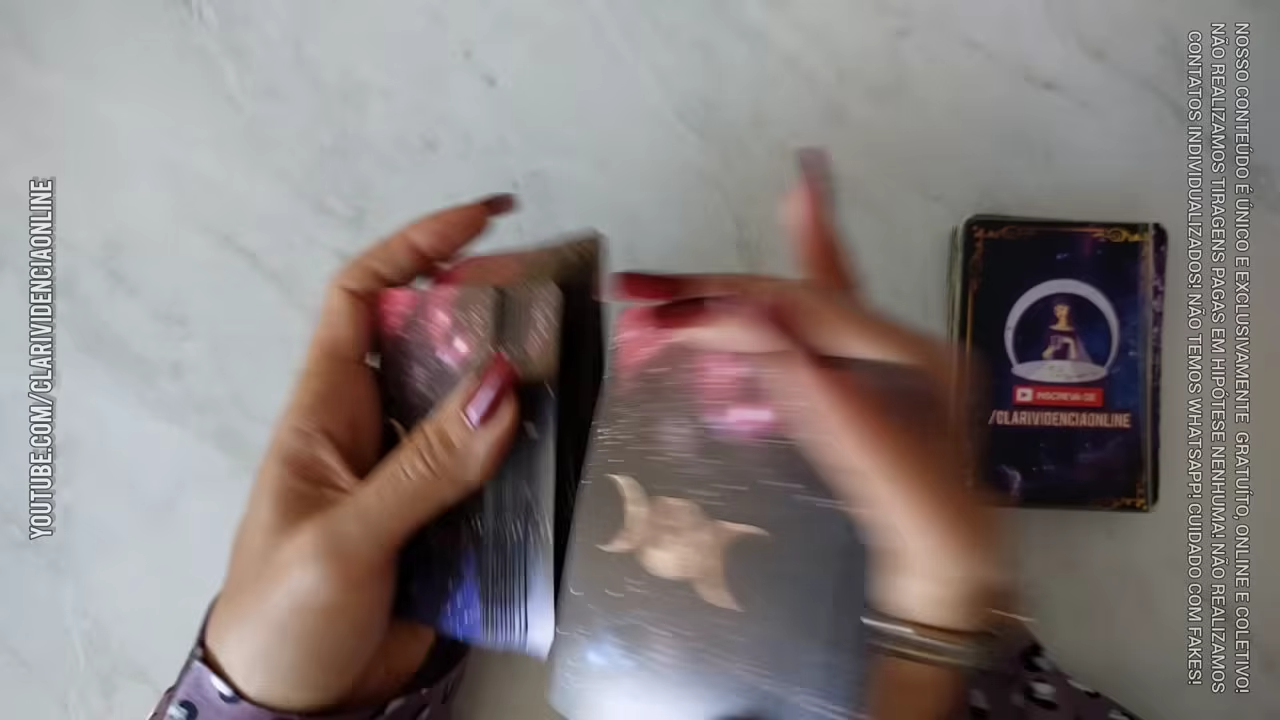 YOUTUBE.COM/CLARIVIDENCIAONLINE
INSCREVA-SE
/CLARIVIDENCIAONLINE
NOSSO CONTEÚDO É ÚNICO E EXCLUSIVAMENTE GRATUÍTO, ONLINE E COLETIVO!
NÃO REALIZAMOS TIRAGENS PAGAS EM HIPÓTESE NENHUMA! NÃO REALIZAMOS
CONTATOS INDIVIDUALIZADOS! NÃO TEMOS WHATSAPP! CUIDADO COM FAKES!